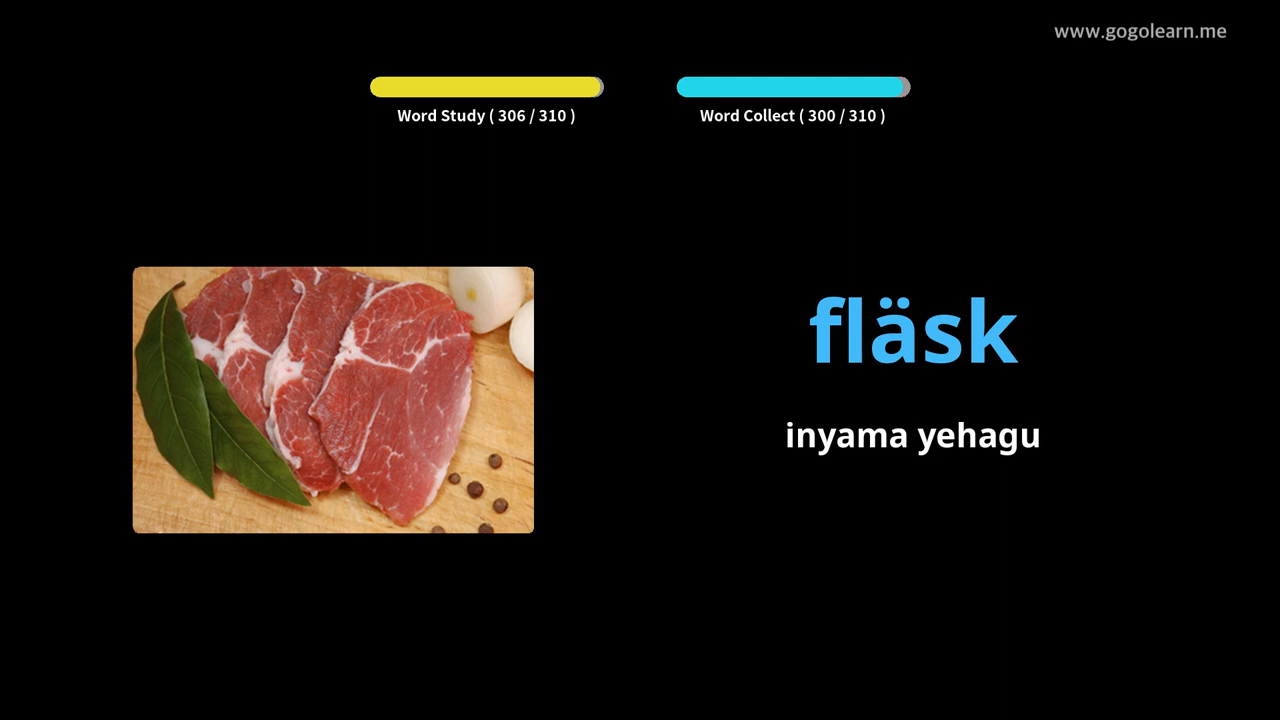 www.gogolearn.me
Word Study ( 306 / 310 )
Word Collect ( 300 / 310 )
fläsk
inyama yehagu